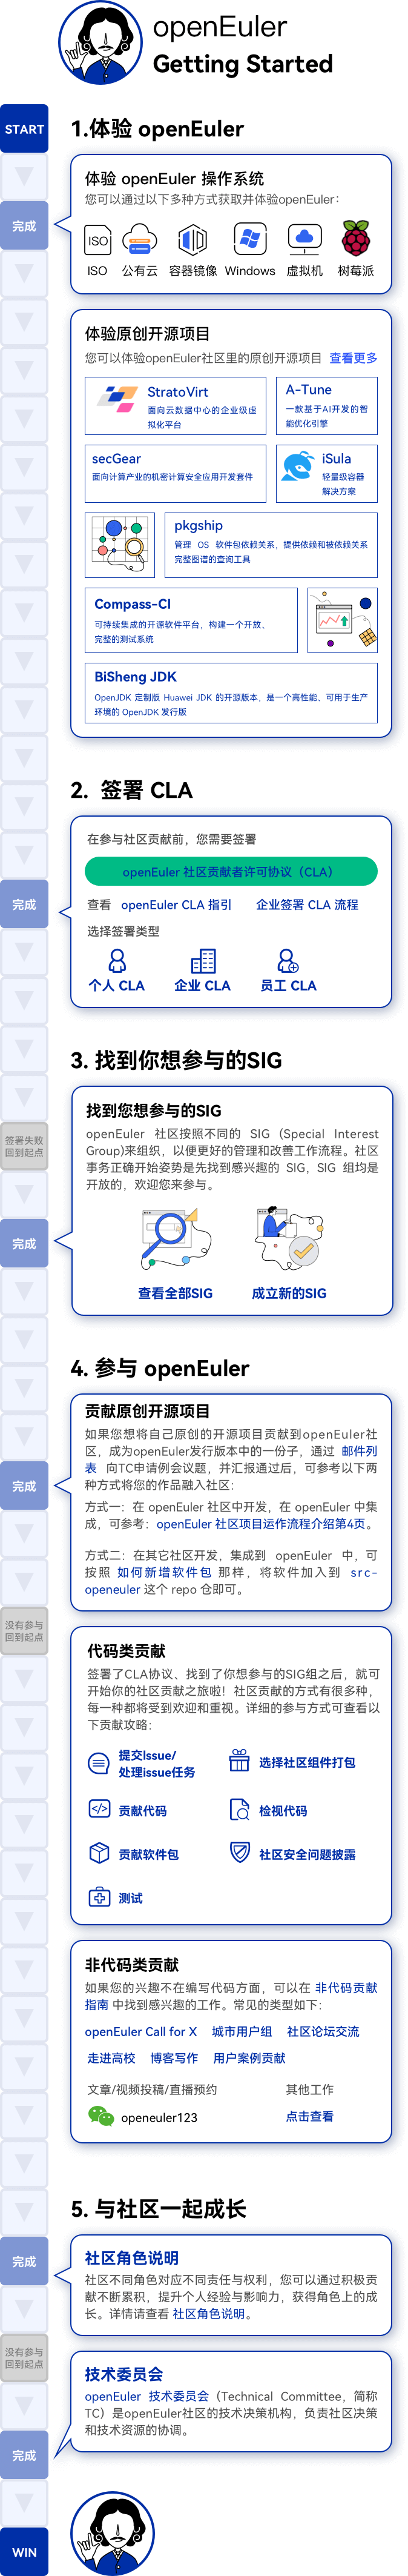 openEuler
Getting Started
START
1.体验 openEuler
体验 openEuler 操作系统
您可以通过以下多种方式获取并体验openEuler：
完成
ISO
ISO 公有云 容器镜像 Windows 虚拟机 树莓派
体验原创开源项目
您可以体验openEuler社区里的原创开源项目 查看更多
StratoVirt
面向云数据中心的企业级虚
拟化平台
A-Tune
一款基于AI开发的智
能优化引擎
secGear
面向计算产业的机密计算安全应用开发套件
iSula
轻量级容器
解决方案
pkgship
管理 OS 软件包依赖关系，提供依赖和被依赖关系
完整图谱的查询工具
Compass-CI
可持续集成的开源软件平台，构建一个开放、
完整的测试系统
BiSheng JDK
OpenJDK 定制版 Huawei JDK 的开源版本，是一个高性能、可用于生产
环境的 OpenJDK 发行版
2. 签署 CLA
在参与社区贡献前，您需要签署
openEuler 社区贡献者许可协议（CLA）
完成
查看 openEuler CLA 指引 企业签署 CLA 流程
选择签署类型
个人 CLA 企业 CLA 员工 CLA
3. 找到你想参与的SIG
找到您想参与的SIG
签署失败
回到起点
openEuler 社区按照不同的 SIG (Special Interest
Group)来组织，以便更好的管理和改善工作流程。社区
事务正确开始姿势是先找到感兴趣的 SIG, SIG 组均是
开放的，欢迎您来参与。
完成
查看全部SIG 成立新的SIG
4. 参与 openEuler
贡献原创开源项目
如果您想将自己原创的开源项目贡献到openEuler社
区，成为openEuler发行版本中的一份子，通过 邮件列
表 向TC申请例会议题，并汇报通过后，可参考以下两
种方式将您的作品融入社区：
完成
方式一：在 openEuler 社区中开发，在 openEuler 中集
成，可参考：openEuler 社区项目运作流程介绍第4页。
方式二：在其它社区开发，集成到 openEuler 中，可
按照 如何新增软件包 那样，将软件加入到 src-
openeuler 这个 repo 仓即可。
没有参与
回到起点
代码类贡献
签署了CLA协议、找到了你想参与的SIG组之后，就可
开始你的社区贡献之旅啦！社区贡献的方式有很多种，
每一种都将受到欢迎和重视。详细的参与方式可查看以
下贡献攻略：
提交Issue/
处理issue任务
选择社区组件打包
贡献代码
检视代码
贡献软件包
社区安全问题披露
测试
非代码类贡献
如果您的兴趣不在编写代码方面，可以在 非代码贡献
指南 中找到感兴趣的工作。常见的类型如下：
openEuler Call for X 城市用户组 社区论坛交流
走进高校 博客写作 用户案例贡献
文章/视频投稿/直播预约 其他工作
openeuler123 点击查看
5. 与社区一起成长
完成
社区角色说明
社区不同角色对应不同责任与权利，您可以通过积极贡
献不断累积，提升个人经验与影响力，获得角色上的成
长。详情请查看 社区角色说明。
没有参与
回到起点
技术委员会
openEuler 技术委员会（Technical Committee，简称
TC）是openEuler社区的技术决策机构，负责社区决策
和技术资源的协调。
完成
WIN